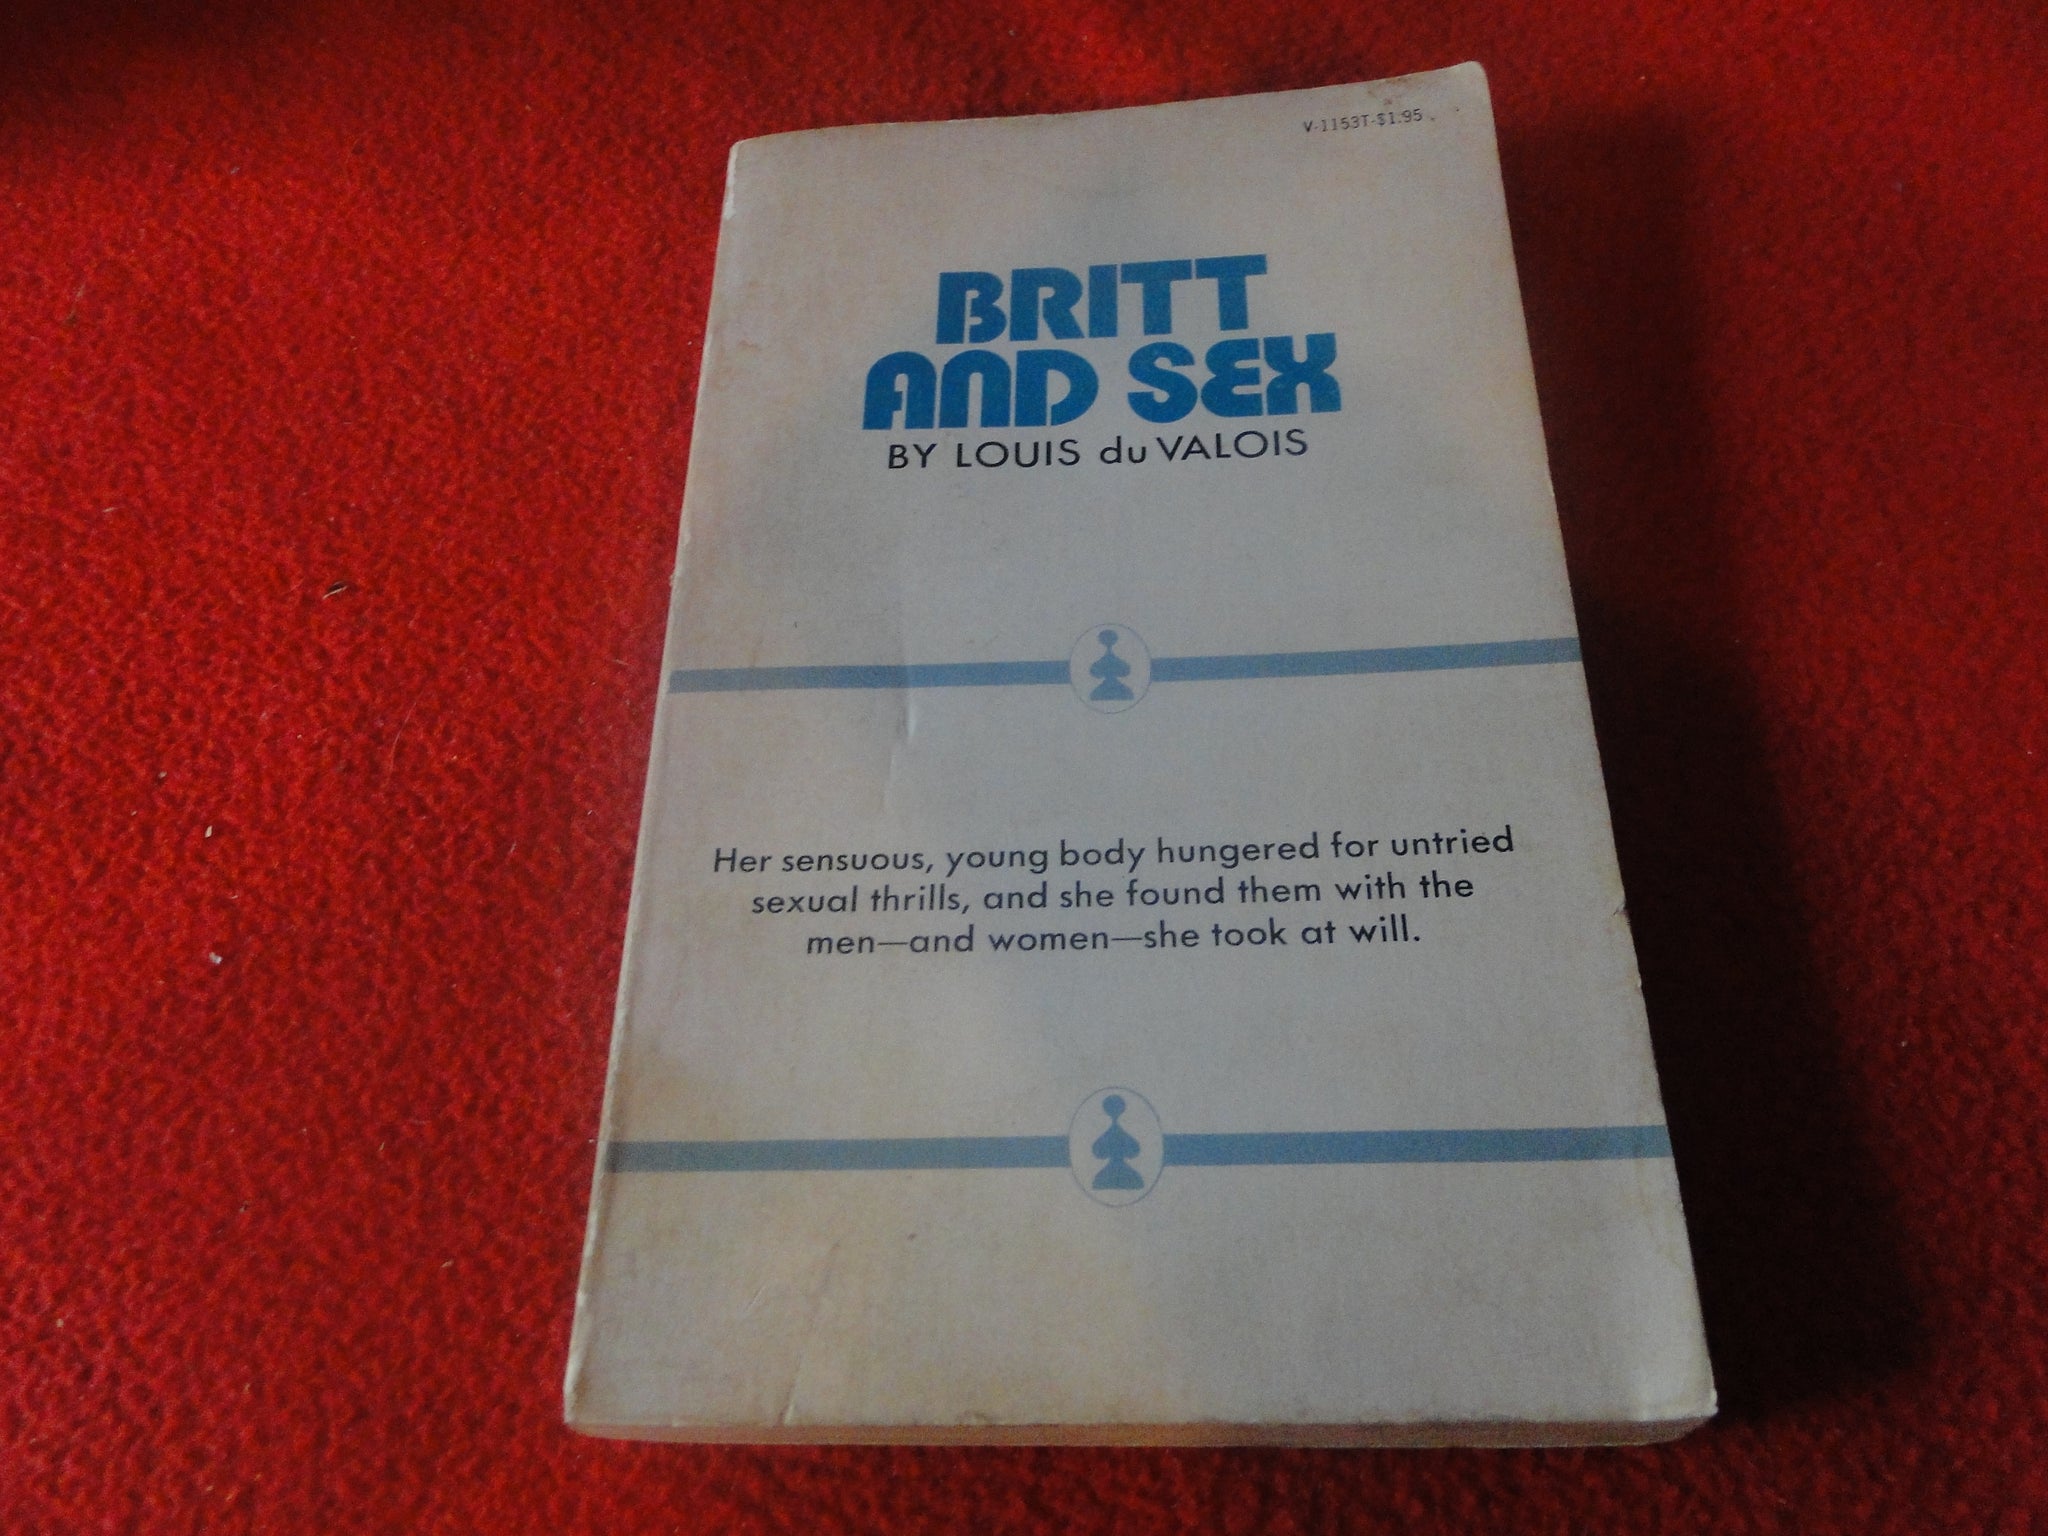 V-1153T-$1.95
BRITT
AND SEX
BY LOUIS du VALOIS
Her sensuous, young body hungered for untried
sexual thrills, and she found them with the
men—and women—she took at will.